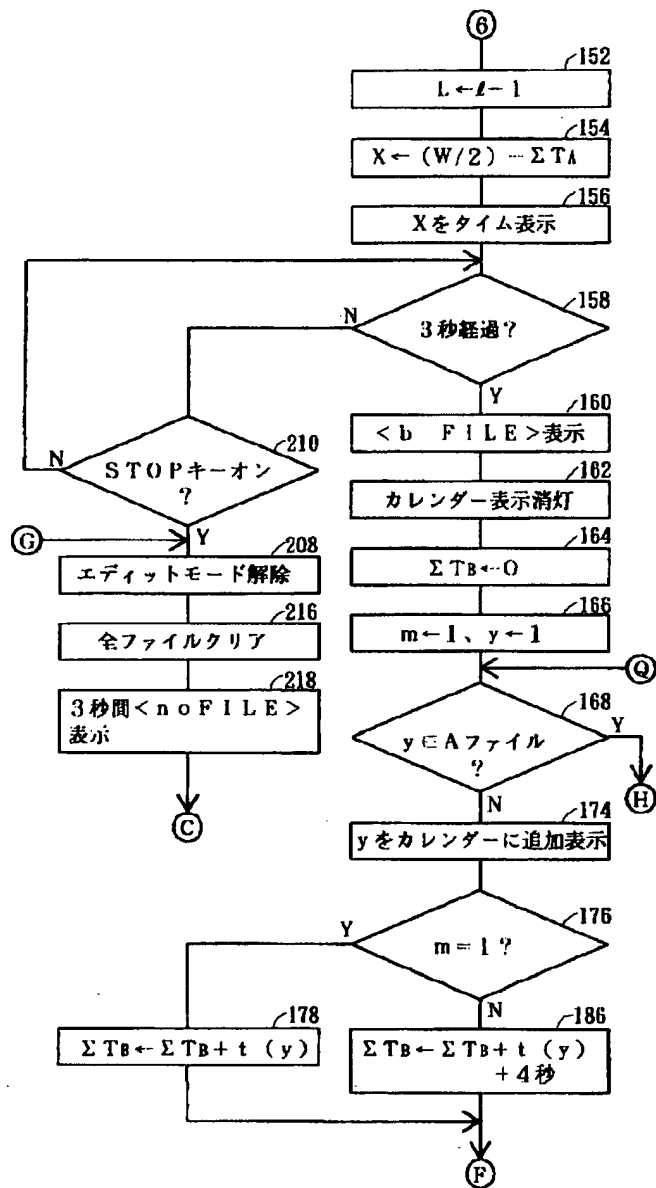 ⑥
152
L←ℓ−1
154
X←(W/2)−ΣTA
156
Xをタイム表示
158
N
3秒経過?
Y
160
<b FILE>表示
210
N
STOPキーオン
?
162
カレンダー表示消灯
Ⓖ
Y
208
エディットモード解除
164
ΣTB←0
216
全ファイルクリア
166
m←1、y←1
218
3秒間<noFILE>
表示
Ⓠ
168
y∈Aファイル
?
Y
Ⓗ
Ⓒ
N
174
yをカレンダーに追加表示
176
Y
m=1?
N
178
ΣTB←ΣTB+t(y)
186
ΣTB←ΣTB+t(y)
+4秒
Ⓕ